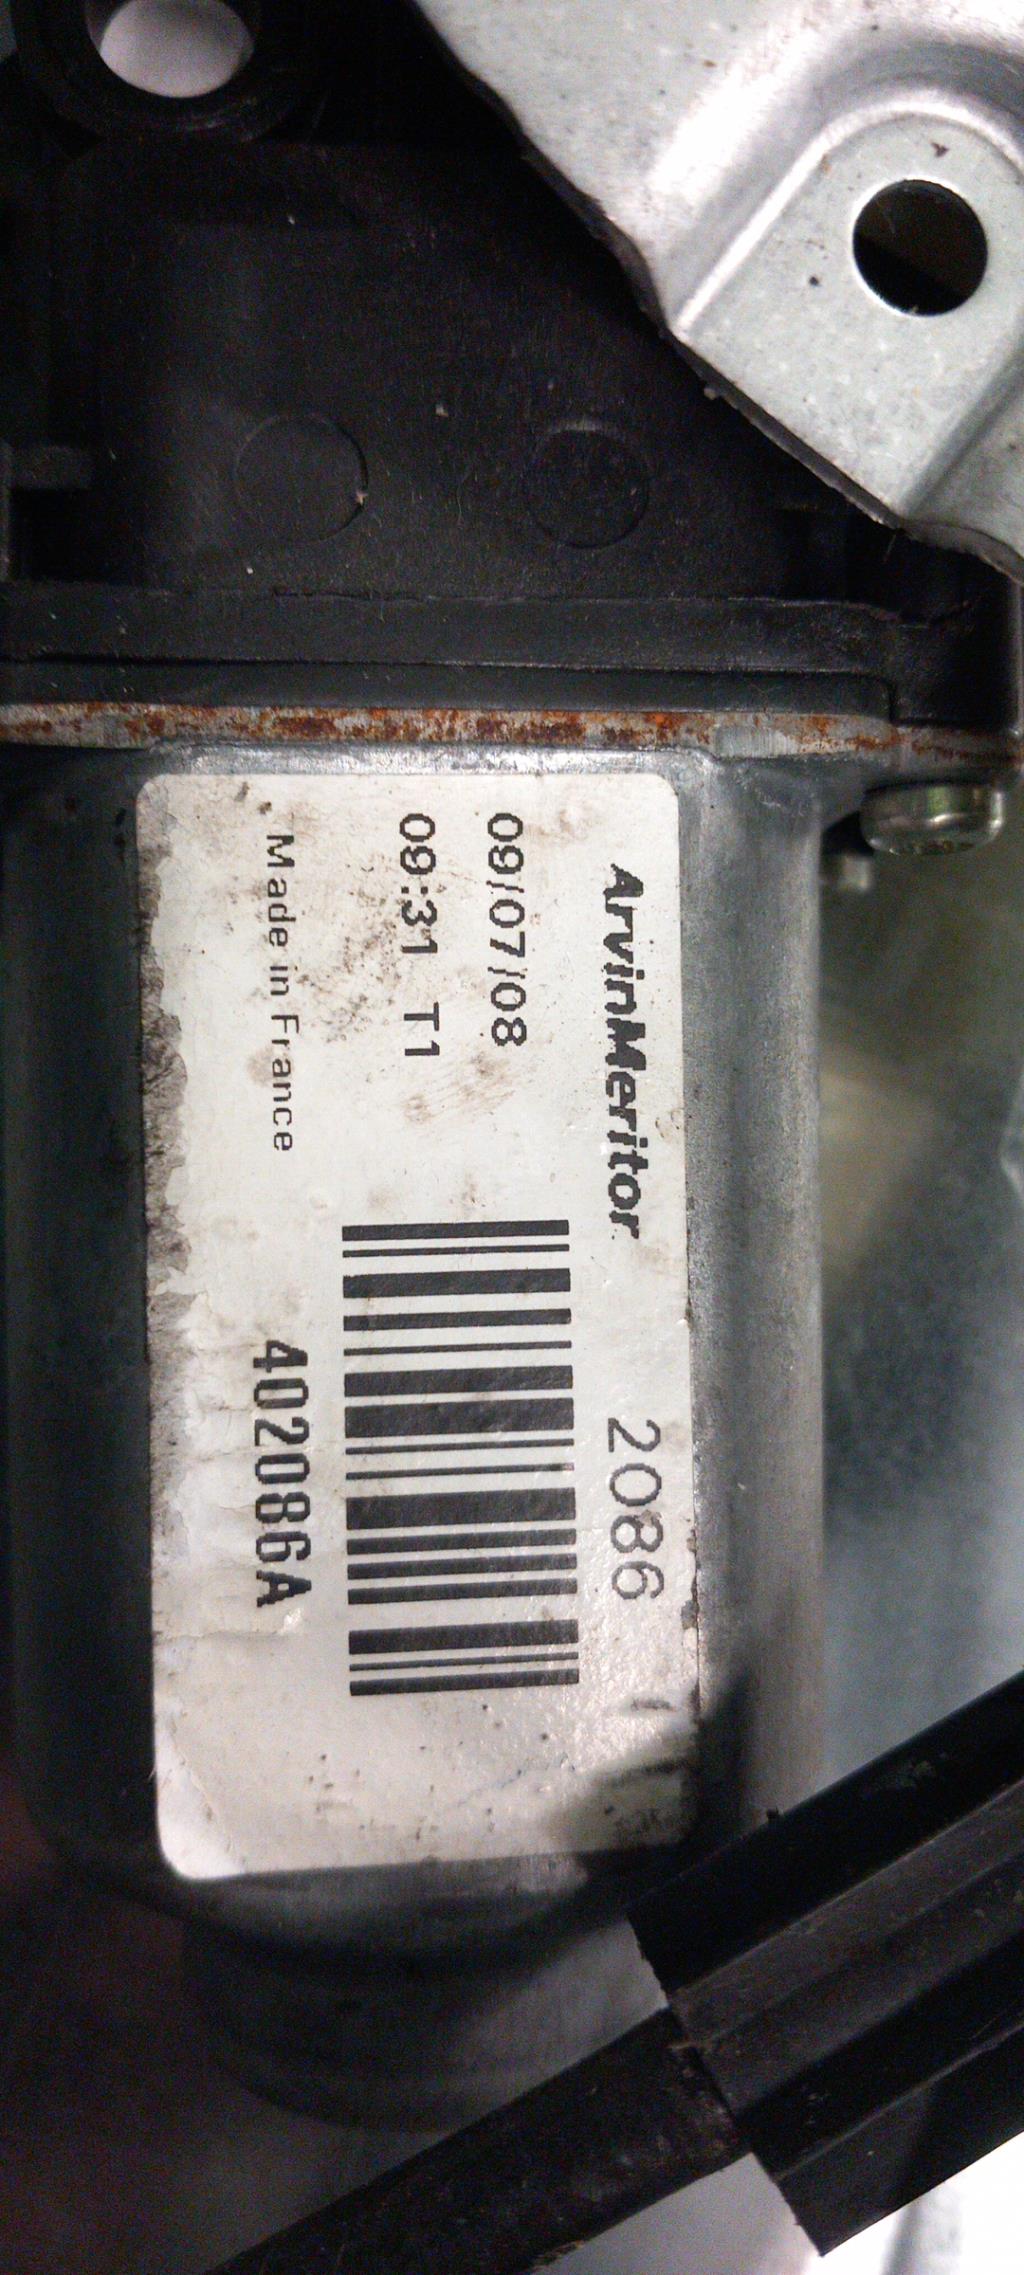 ArvinMeritor 2086
09/07/08
09:31 T1
Made in France 402086A